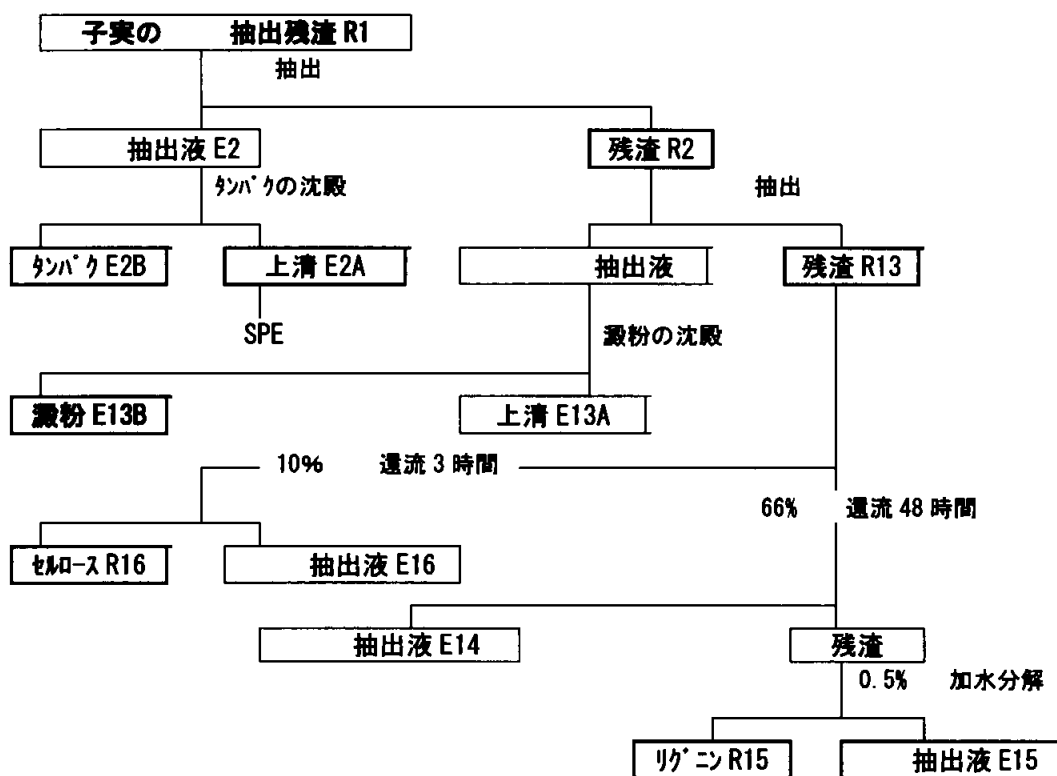 子実の 抽出残渣 R1
抽出
抽出液 E2
残渣 R2
ﾀﾝﾊﾟｸの沈殿
抽出
ﾀﾝﾊﾟｸ E2B
上清 E2A
抽出液
残渣 R13
SPE
澱粉の沈殿
澱粉 E13B
上清 E13A
10% 還流 3 時間
66% 還流 48 時間
ｾﾙﾛｰｽ R16
抽出液 E16
抽出液 E14
残渣
0.5% 加水分解
ﾘｸﾞﾆﾝ R15
抽出液 E15